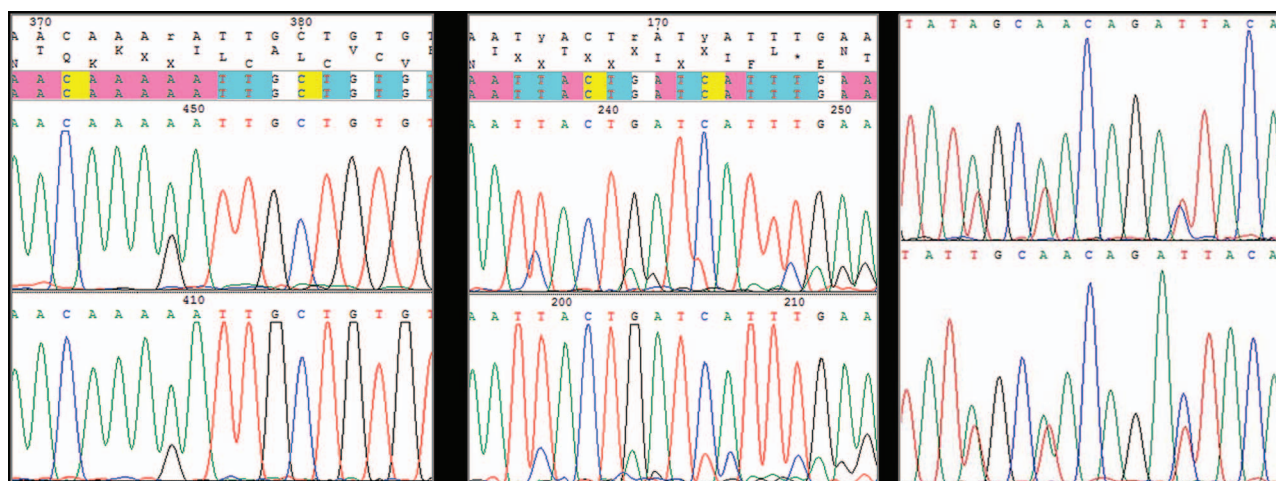 370 380
A A C A A A r A T T G C T G T G T
T K I A V
Q X L L C
N K X C C V
A A C A A A A A T T G C T G T G T
A A C A A A A A T T G C T G T G T
450
A A C A A A A A T T G C T G T G T
410
A A C A A A A A T T G C T G T G T
170
A A T y A C T r A T y A T T T G A A
I T X L N
X X I I * T
N X X X F E
A A T T A C T G A T C A T T T G A A
A A T T A C T G A T C A T T T G A A
240 250
A A T T A C T G A T C A T T T G A A
200 210
A A T T A C T G A T C A T T T G A A
T A T A G C A A C A G A T T A C A
T A T T G C A A C A G A T T A C A